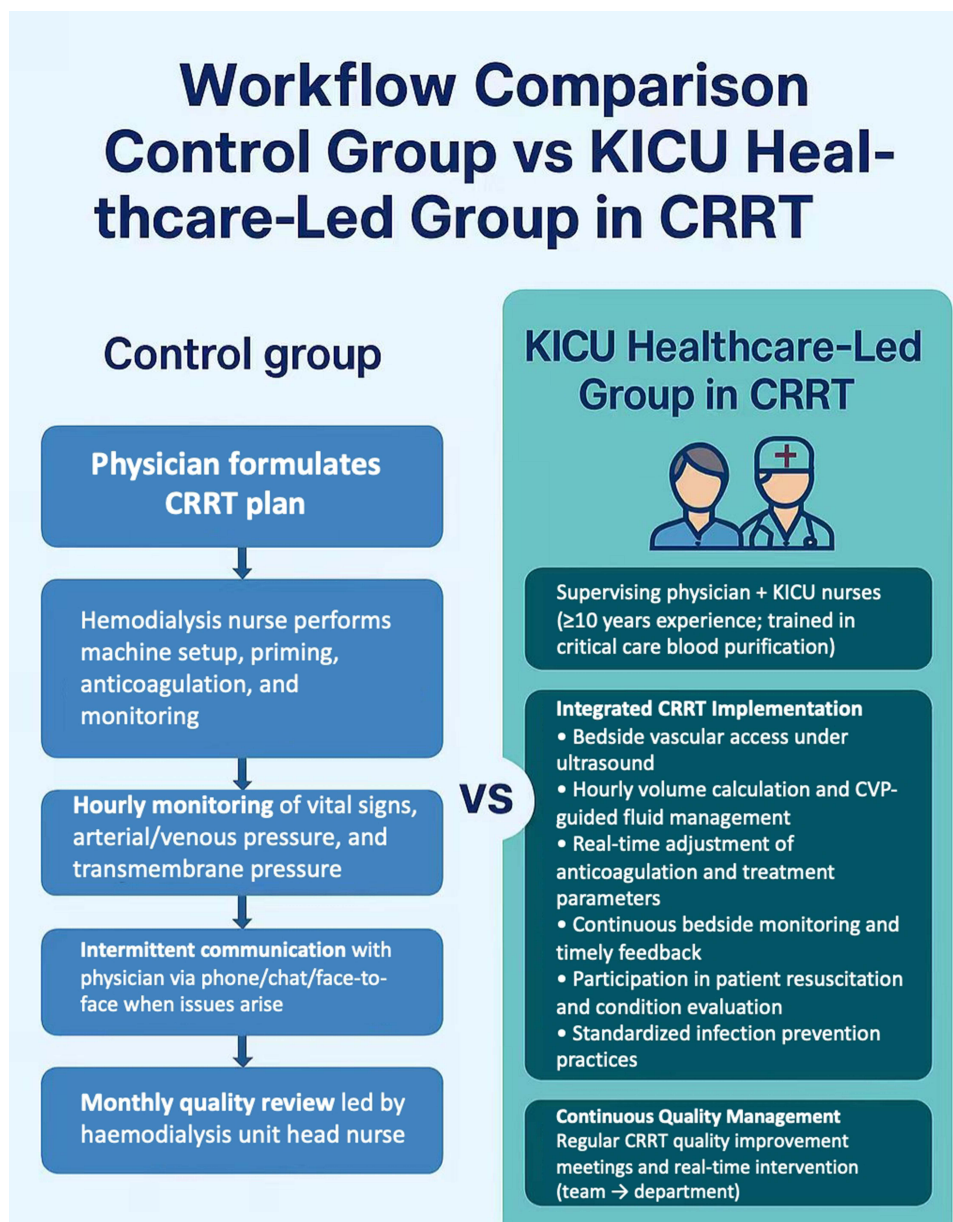 Workflow Comparison
Control Group vs KICU Heal-
thcare-Led Group in CRRT
Control group
Physician formulates
CRRT plan
Hemodialysis nurse performs
machine setup, priming,
anticoagulation, and
monitoring
Hourly monitoring of vital signs,
arterial/venous pressure, and
transmembrane pressure
Intermittent communication with
physician via phone/chat/face-to-
face when issues arise
Monthly quality review led by
haemodialysis unit head nurse
VS
KICU Healthcare-Led
Group in CRRT
Supervising physician + KICU nurses
(≥10 years experience; trained in
critical care blood purification)
Integrated CRRT Implementation
• Bedside vascular access under
ultrasound
• Hourly volume calculation and CVP-
guided fluid management
• Real-time adjustment of
anticoagulation and treatment
parameters
• Continuous bedside monitoring and
timely feedback
• Participation in patient resuscitation
and condition evaluation
• Standardized infection prevention
practices
Continuous Quality Management
Regular CRRT quality improvement
meetings and real-time intervention
(team → department)